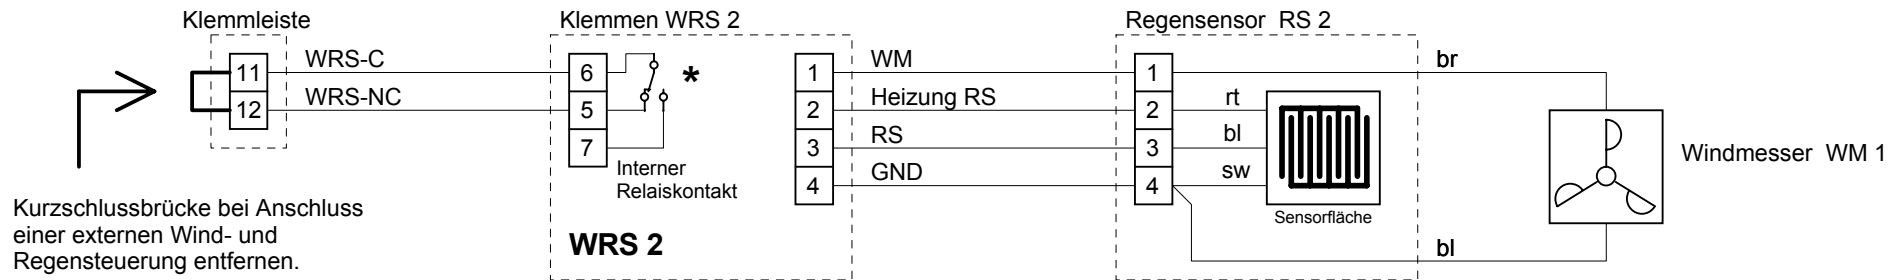 Klemmleiste
Klemmen WRS 2
Regensensor RS 2
11
WRS-C
6
*
1
WM
1
br
12
WRS-NC
5
2
Heizung RS
2
rt
7
3
RS
3
bl
Interner
Relaiskontakt
4
GND
4
sw
Sensorfläche
Windmesser WM 1
Kurzschlussbrücke bei Anschluss
einer externen Wind- und
Regensteuerung entfernen.
WRS 2
bl